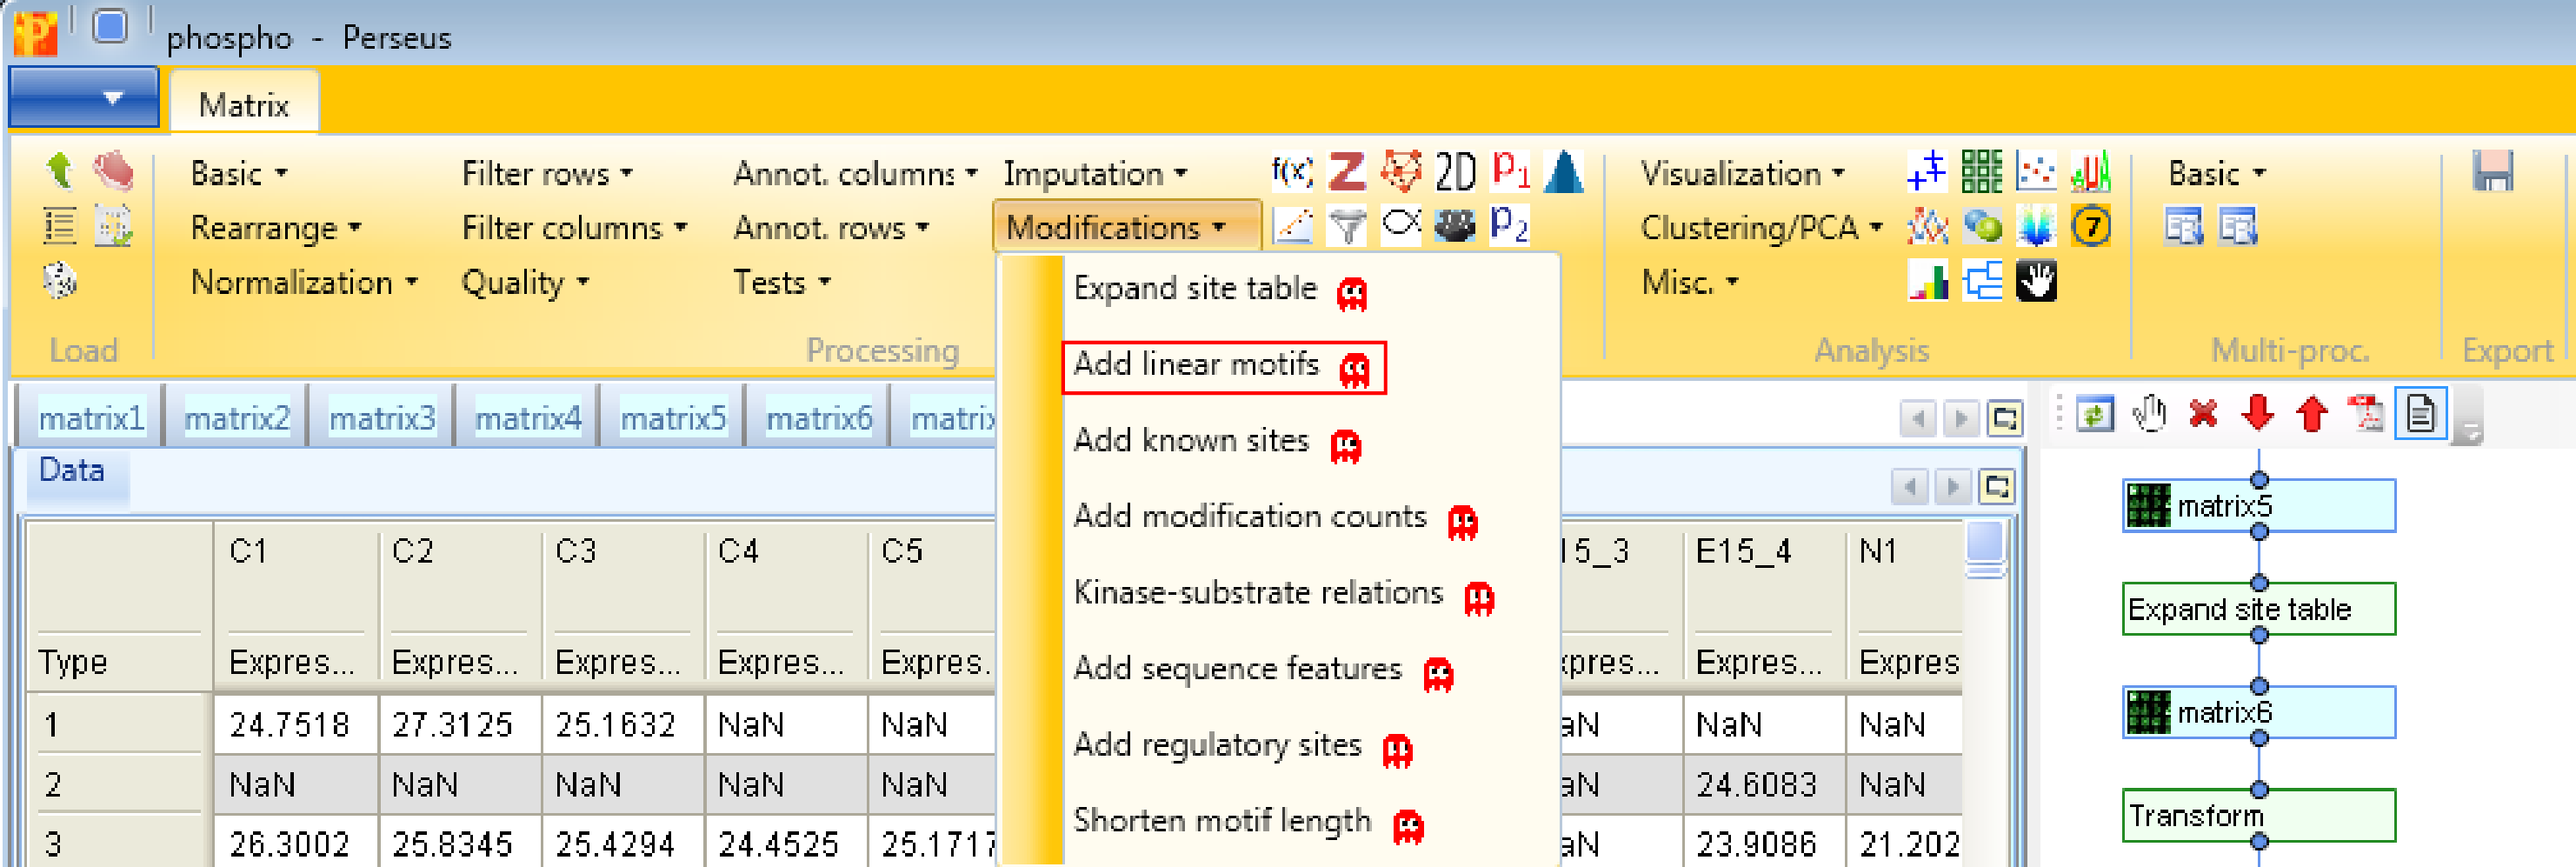 phospho - Perseus
Matrix
Basic Filter rows Annot. columns Imputation f(x) Z 2D p1 Visualization Basic
Rearrange Filter columns Annot. rows Modifications p2 Clustering/PCA 7
Normalization Quality Tests Misc.
Load Processing Analysis Multi-proc. Export
Expand site table
Add linear motifs
Add known sites
Add modification counts
Kinase-substrate relations
Add sequence features
Add regulatory sites
Shorten motif length
matrix1 matrix2 matrix3 matrix4 matrix5 matrix6 matrix
Data
C1 C2 C3 C4 C5 15_3 E15_4 N1
Type Expres... Expres... Expres... Expres... Expres. xpres... Expres... Expres
1 24.7518 27.3125 25.1632 NaN NaN aN NaN NaN
2 NaN NaN NaN NaN NaN aN 24.6083 NaN
3 26.3002 25.8345 25.4294 24.4525 25.1717 aN 23.9086 21.202
matrix5
Expand site table
matrix6
Transform